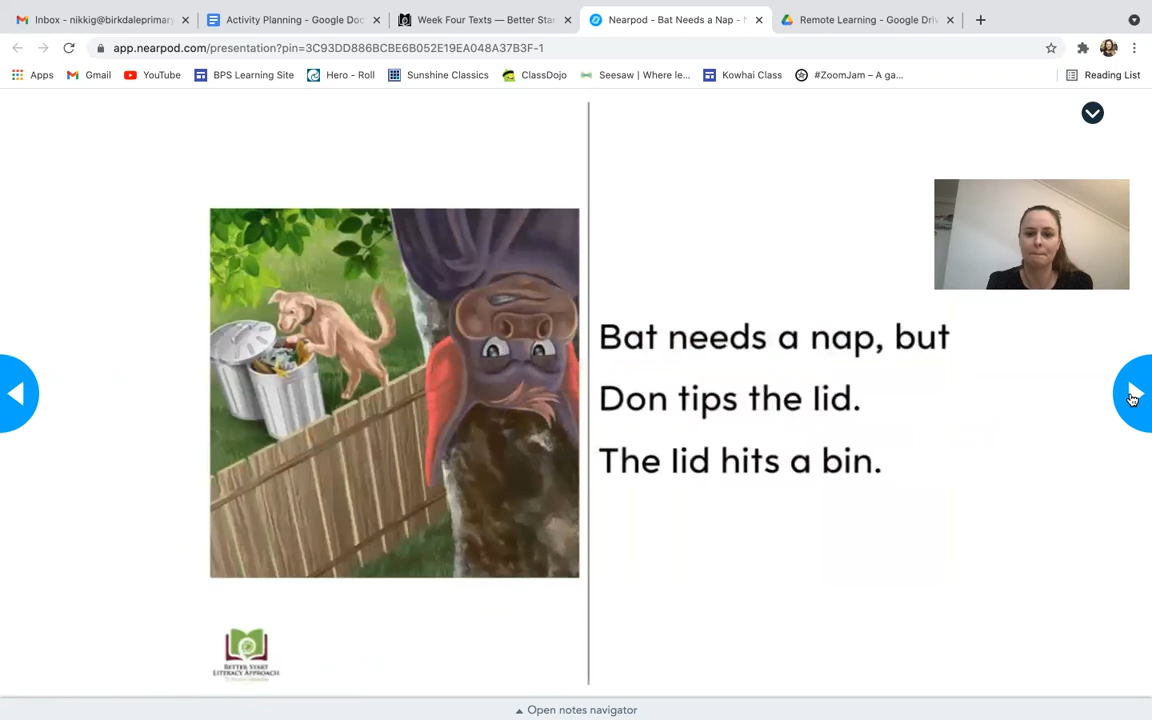 Inbox - nikkig@birkdaleprimary
Activity Planning - Google Doc
Week Four Texts — Better Star
Nearpod - Bat Needs a Nap - N
Remote Learning - Google Driv
app.nearpod.com/presentation?pin=3C93DD886BCBE6B052E19EA048A37B3F-1
Apps
Gmail
YouTube
BPS Learning Site
Hero - Roll
Sunshine Classics
ClassDojo
Seesaw | Where le...
Kowhai Class
#ZoomJam – A ga...
Reading List
Bat needs a nap, but
Don tips the lid.
The lid hits a bin.
BETTER START
LITERACY APPROACH
Open notes navigator